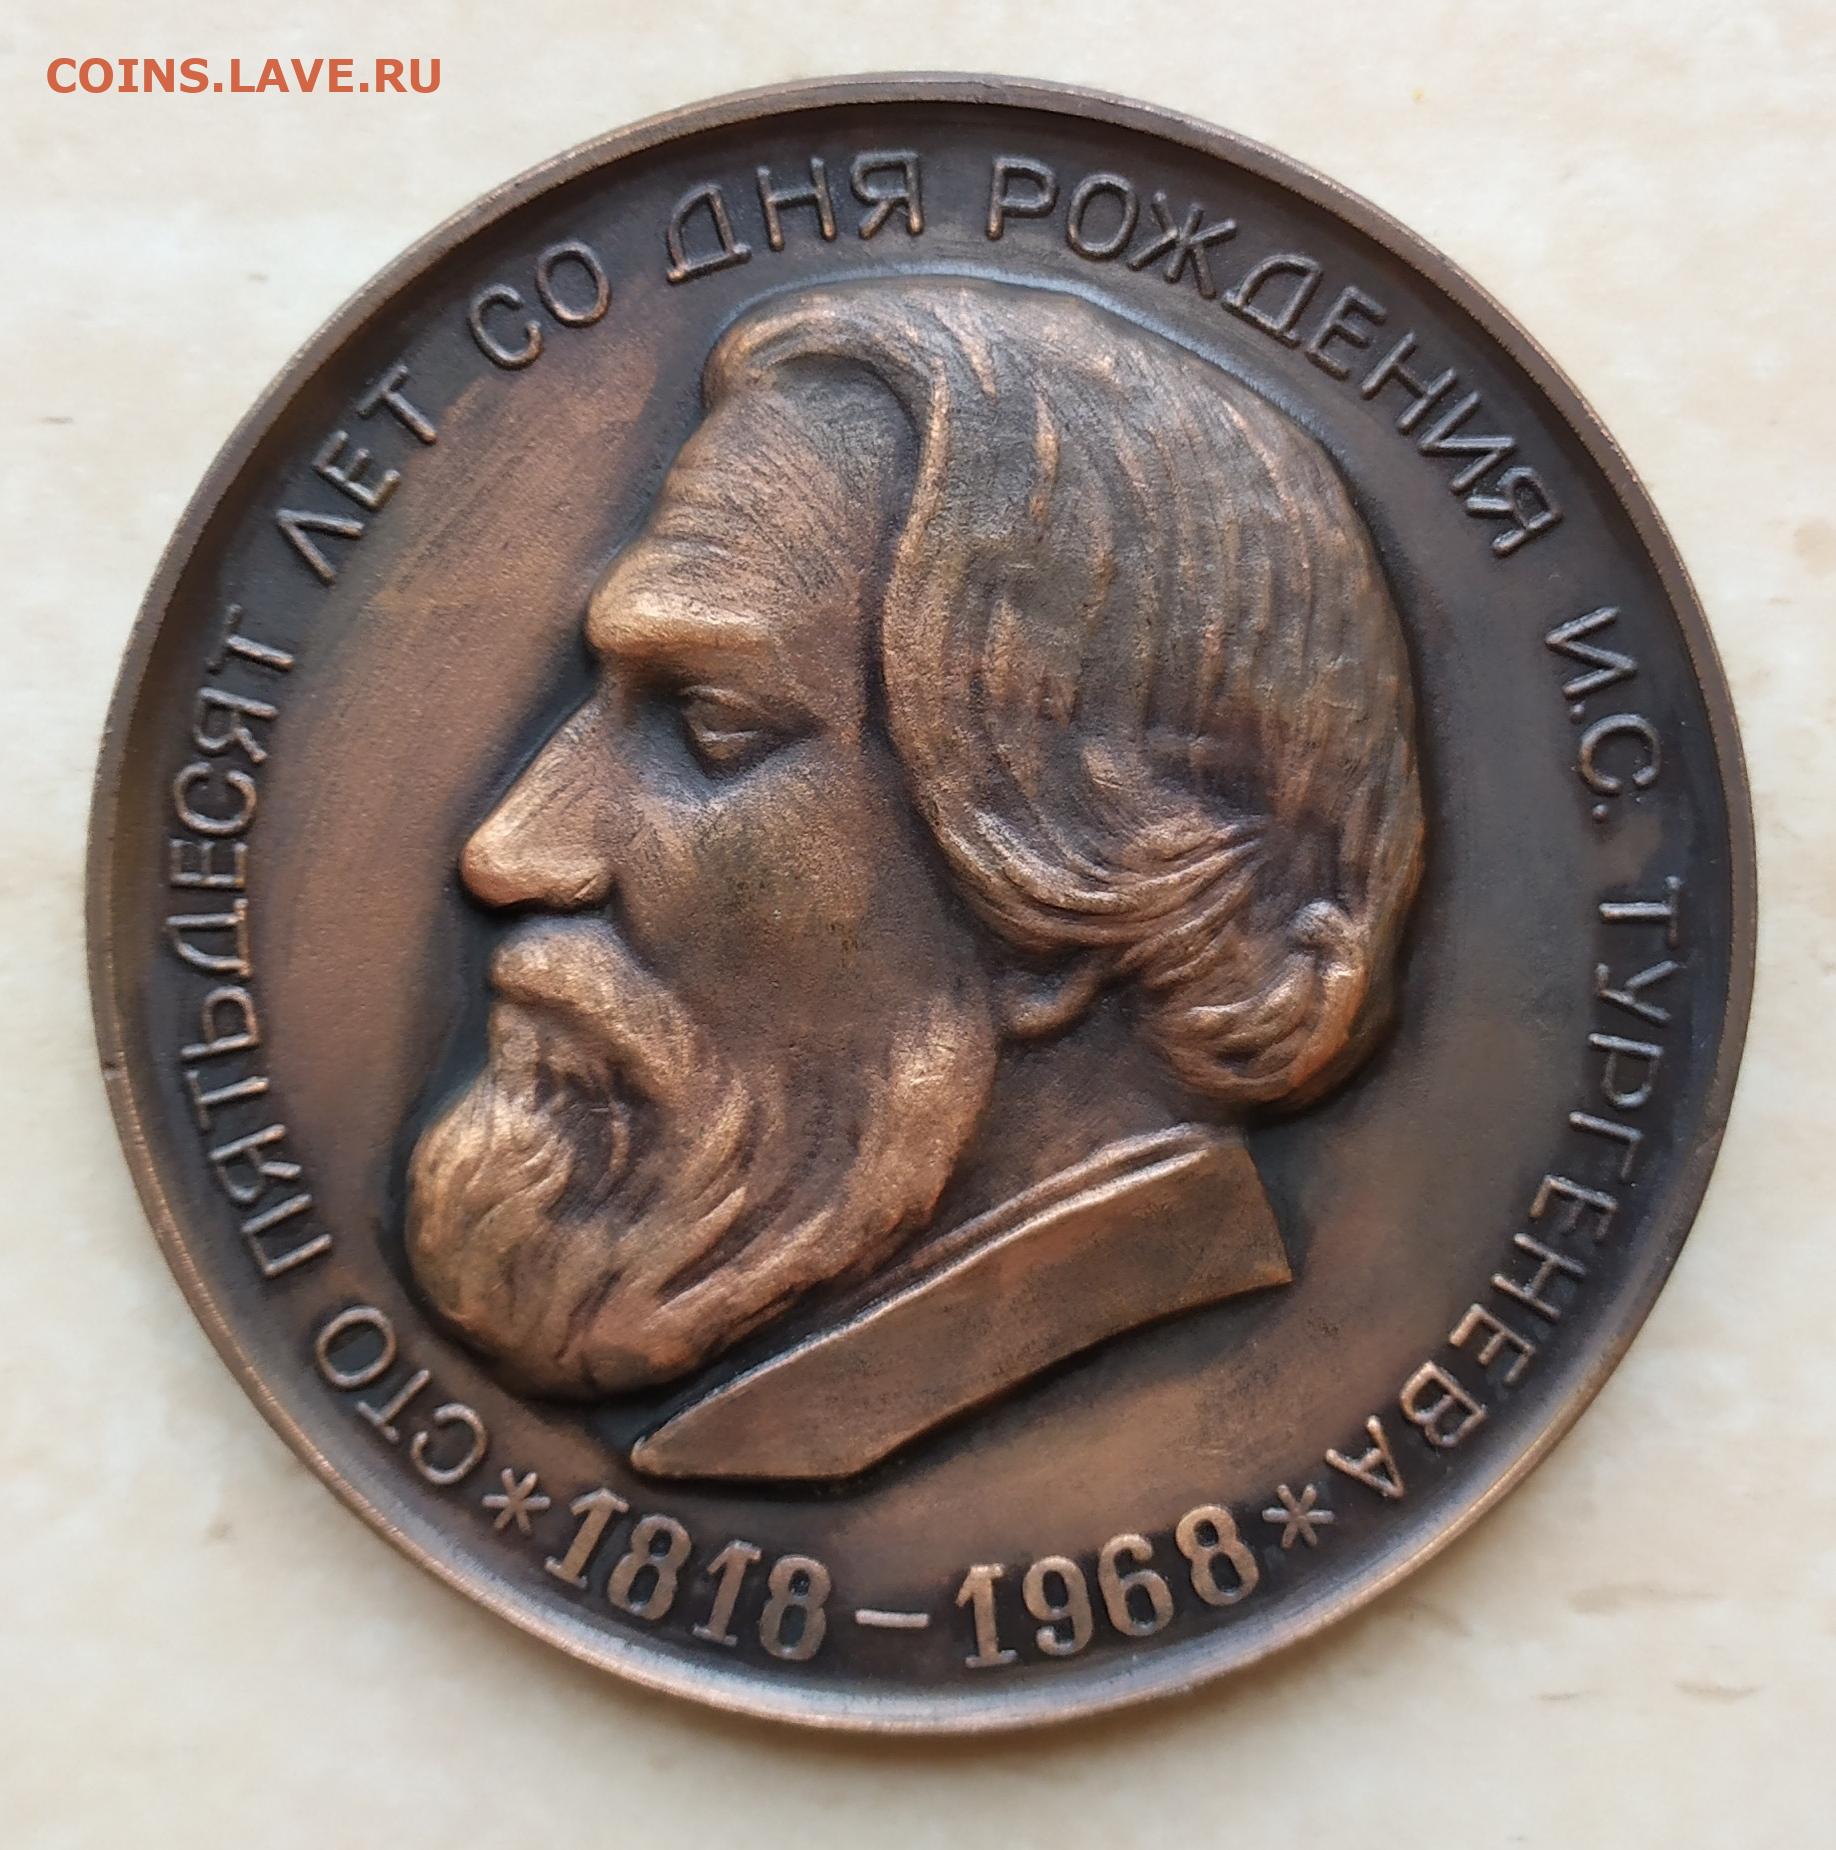 COINS.LAVE.RU
СТО ПЯТЬДЕСЯТ ЛЕТ СО ДНЯ РОЖДЕНИЯ И.С. ТУРГЕНЕВА
*1818–1968*